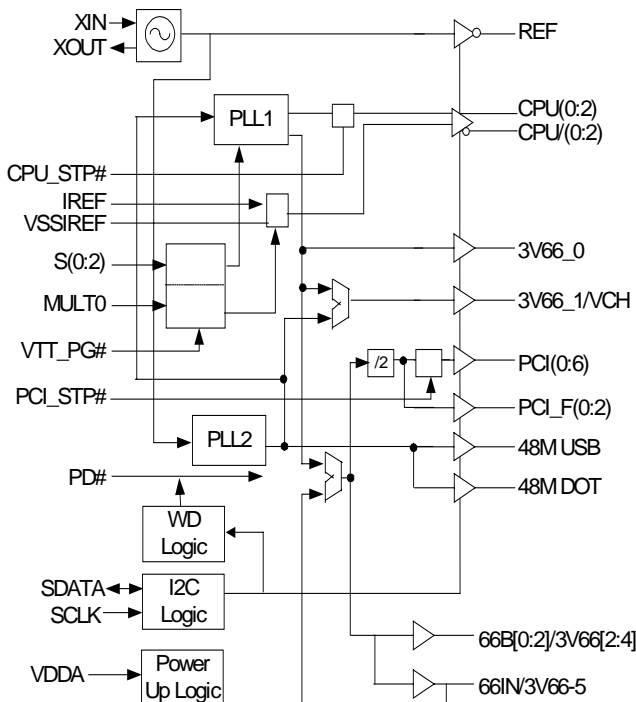 XIN
XOUT
REF
PLL1
CPU(0:2)
CPU/(0:2)
CPU_STP#
IREF
VSSIREF
S(0:2)
3V66_0
MULT0
3V66_1/VCH
VTT_PG#
/2
PCI(0:6)
PCI_STP#
PCI_F(0:2)
PLL2
48M USB
PD#
48M DOT
WD
Logic
SDATA
SCLK
I2C
Logic
66B[0:2]/3V66[2:4]
VDDA
Power
Up Logic
66IN/3V66-5